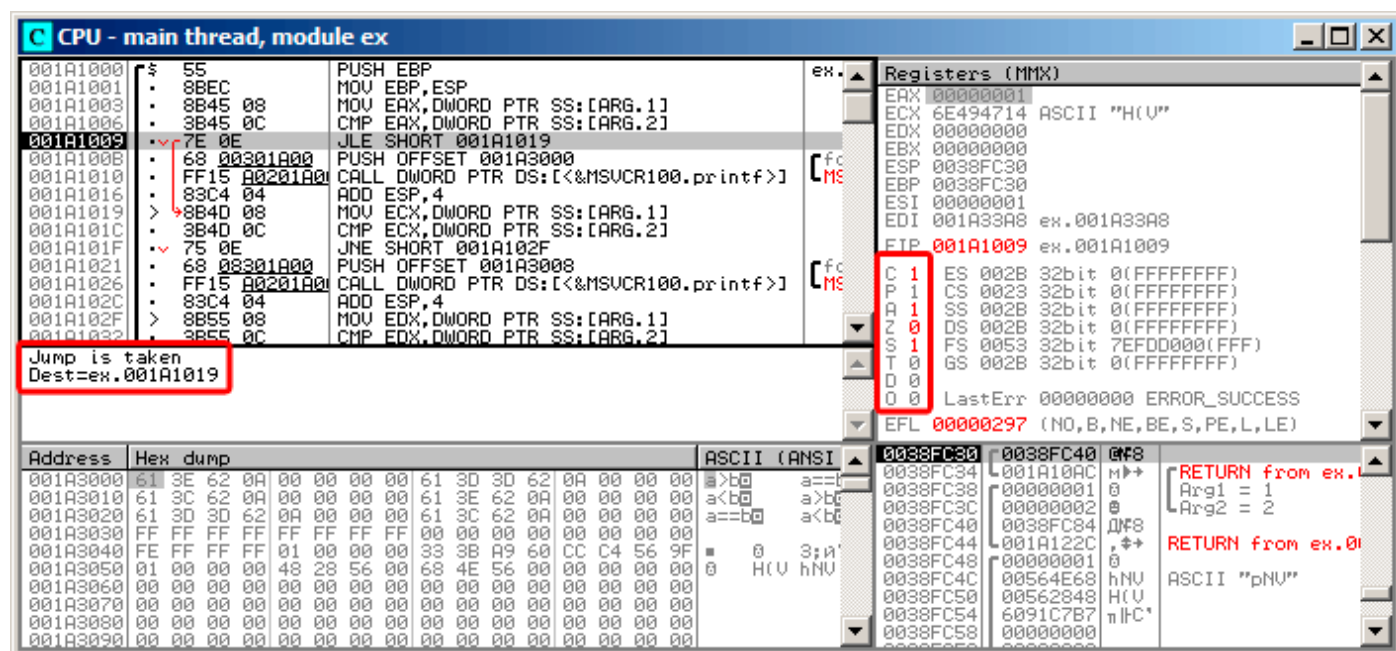 C CPU - main thread, module ex
001A1000 $ 55 PUSH EBP ex.
001A1001 . 8BEC MOV EBP,ESP
001A1003 . 8B45 08 MOV EAX,DWORD PTR SS:[ARG.1]
001A1006 . 3B45 0C CMP EAX,DWORD PTR SS:[ARG.2]
001A1009 . 7E 0E JLE SHORT 001A1019
001A100B . 68 00301A00 PUSH OFFSET 001A3000
001A1010 . FF15 A0201A0 CALL DWORD PTR DS:[<&MSVCR100.printf>] MS
001A1016 . 83C4 04 ADD ESP,4
001A1019 > 8B4D 08 MOV ECX,DWORD PTR SS:[ARG.1]
001A101C . 3B4D 0C CMP ECX,DWORD PTR SS:[ARG.2]
001A101F . 75 0E JNE SHORT 001A102F
001A1021 . 68 08301A00 PUSH OFFSET 001A3008
001A1026 . FF15 A0201A0 CALL DWORD PTR DS:[<&MSVCR100.printf>] MS
001A102C . 83C4 04 ADD ESP,4
001A102F > 8B55 08 MOV EDX,DWORD PTR SS:[ARG.1]
001A1032 . 3B55 0C CMP EDX,DWORD PTR SS:[ARG.2]
Jump is taken
Dest=ex.001A1019
Registers (MMX)
EAX 00000001
ECX 6E494714 ASCII "H(V"
EDX 00000000
EBX 00000000
ESP 0038FC30
EBP 0038FC30
ESI 00000001
EDI 001A33A8 ex.001A33A8
EIP 001A1009 ex.001A1009
C 1 ES 002B 32bit 0(FFFFFFFF)
P 1 CS 0023 32bit 0(FFFFFFFF)
A 1 SS 002B 32bit 0(FFFFFFFF)
Z 0 DS 002B 32bit 0(FFFFFFFF)
S 1 FS 0053 32bit 7EFDD000(FFF)
T 0 GS 002B 32bit 0(FFFFFFFF)
D 0
O 0 LastErr 00000000 ERROR_SUCCESS
EFL 00000297 (NO,B,NE,BE,S,PE,L,LE)
Address Hex dump ASCII (ANSI
001A3000 61 3E 62 0A 00 00 00 00 61 3D 3D 62 0A 00 00 00 a>b a==
001A3010 61 3C 62 0A 00 00 00 00 61 3E 62 0A 00 00 00 00 a<b a>b
001A3020 61 3D 3D 62 0A 00 00 00 61 3C 62 0A 00 00 00 00 a==b a<b
001A3030 FF FF FF FF FF FF FF FF 00 00 00 00 00 00 00 00
001A3040 FE FF FF FF 01 00 00 00 33 3B A9 60 CC C4 56 9F 3;
001A3050 01 00 00 00 48 28 56 00 68 4E 56 00 00 00 00 00 H(V hNV
001A3060 00 00 00 00 00 00 00 00 00 00 00 00 00 00 00 00
001A3070 00 00 00 00 00 00 00 00 00 00 00 00 00 00 00 00
001A3080 00 00 00 00 00 00 00 00 00 00 00 00 00 00 00 00
001A3090 00 00 00 00 00 00 00 00 00 00 00 00 00 00 00 00
0038FC30 0038FC40
0038FC34 001A10AC RETURN from ex.
0038FC38 00000001 Arg1 = 1
0038FC3C 00000002 Arg2 = 2
0038FC40 0038FC84
0038FC44 001A122C RETURN from ex.0
0038FC48 00000001
0038FC4C 00564E68 hNV ASCII "pNV"
0038FC50 00562848 H(V
0038FC54 6091C7B7
0038FC58 00000000